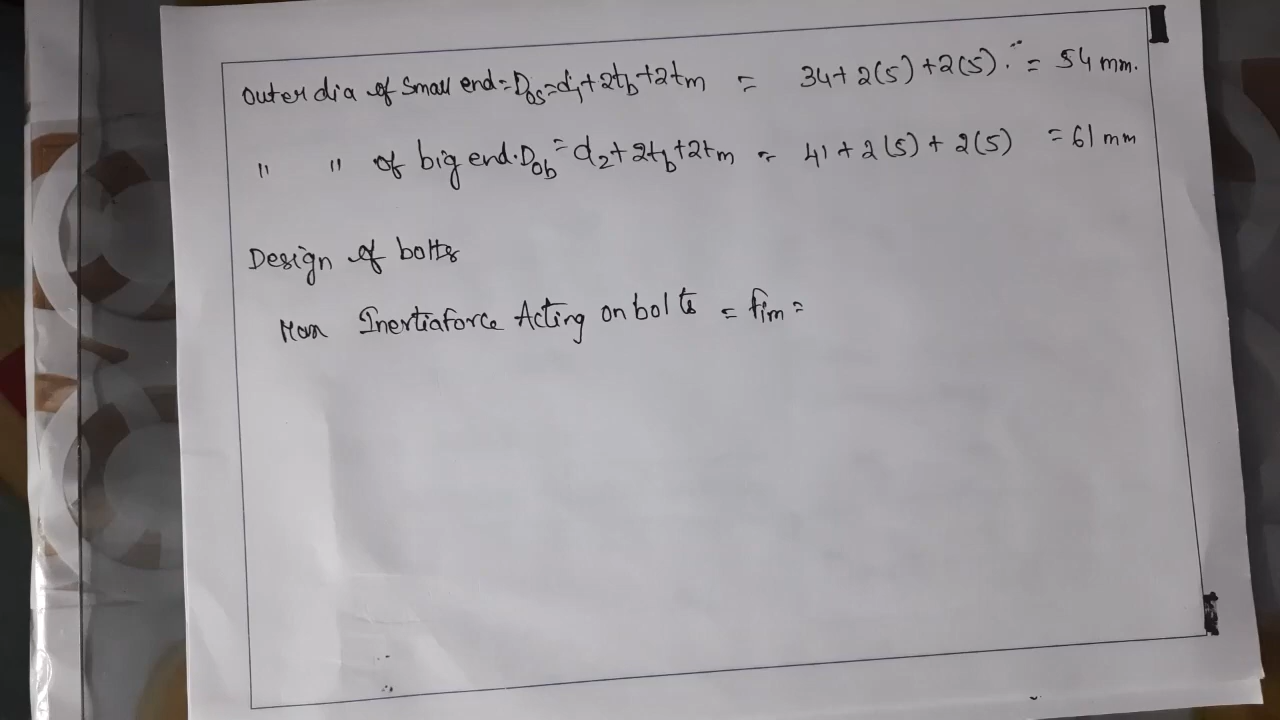 Outer dia of Small end = Dos = d1 + 2tb + 2tm = 34 + 2(5) + 2(5). = 54 mm.
" " of big end. Dob = d2 + 2tb + 2tm = 41 + 2(5) + 2(5) = 61 mm
Design of bolts
Max Inertiaforce Acting on bolts = fim =